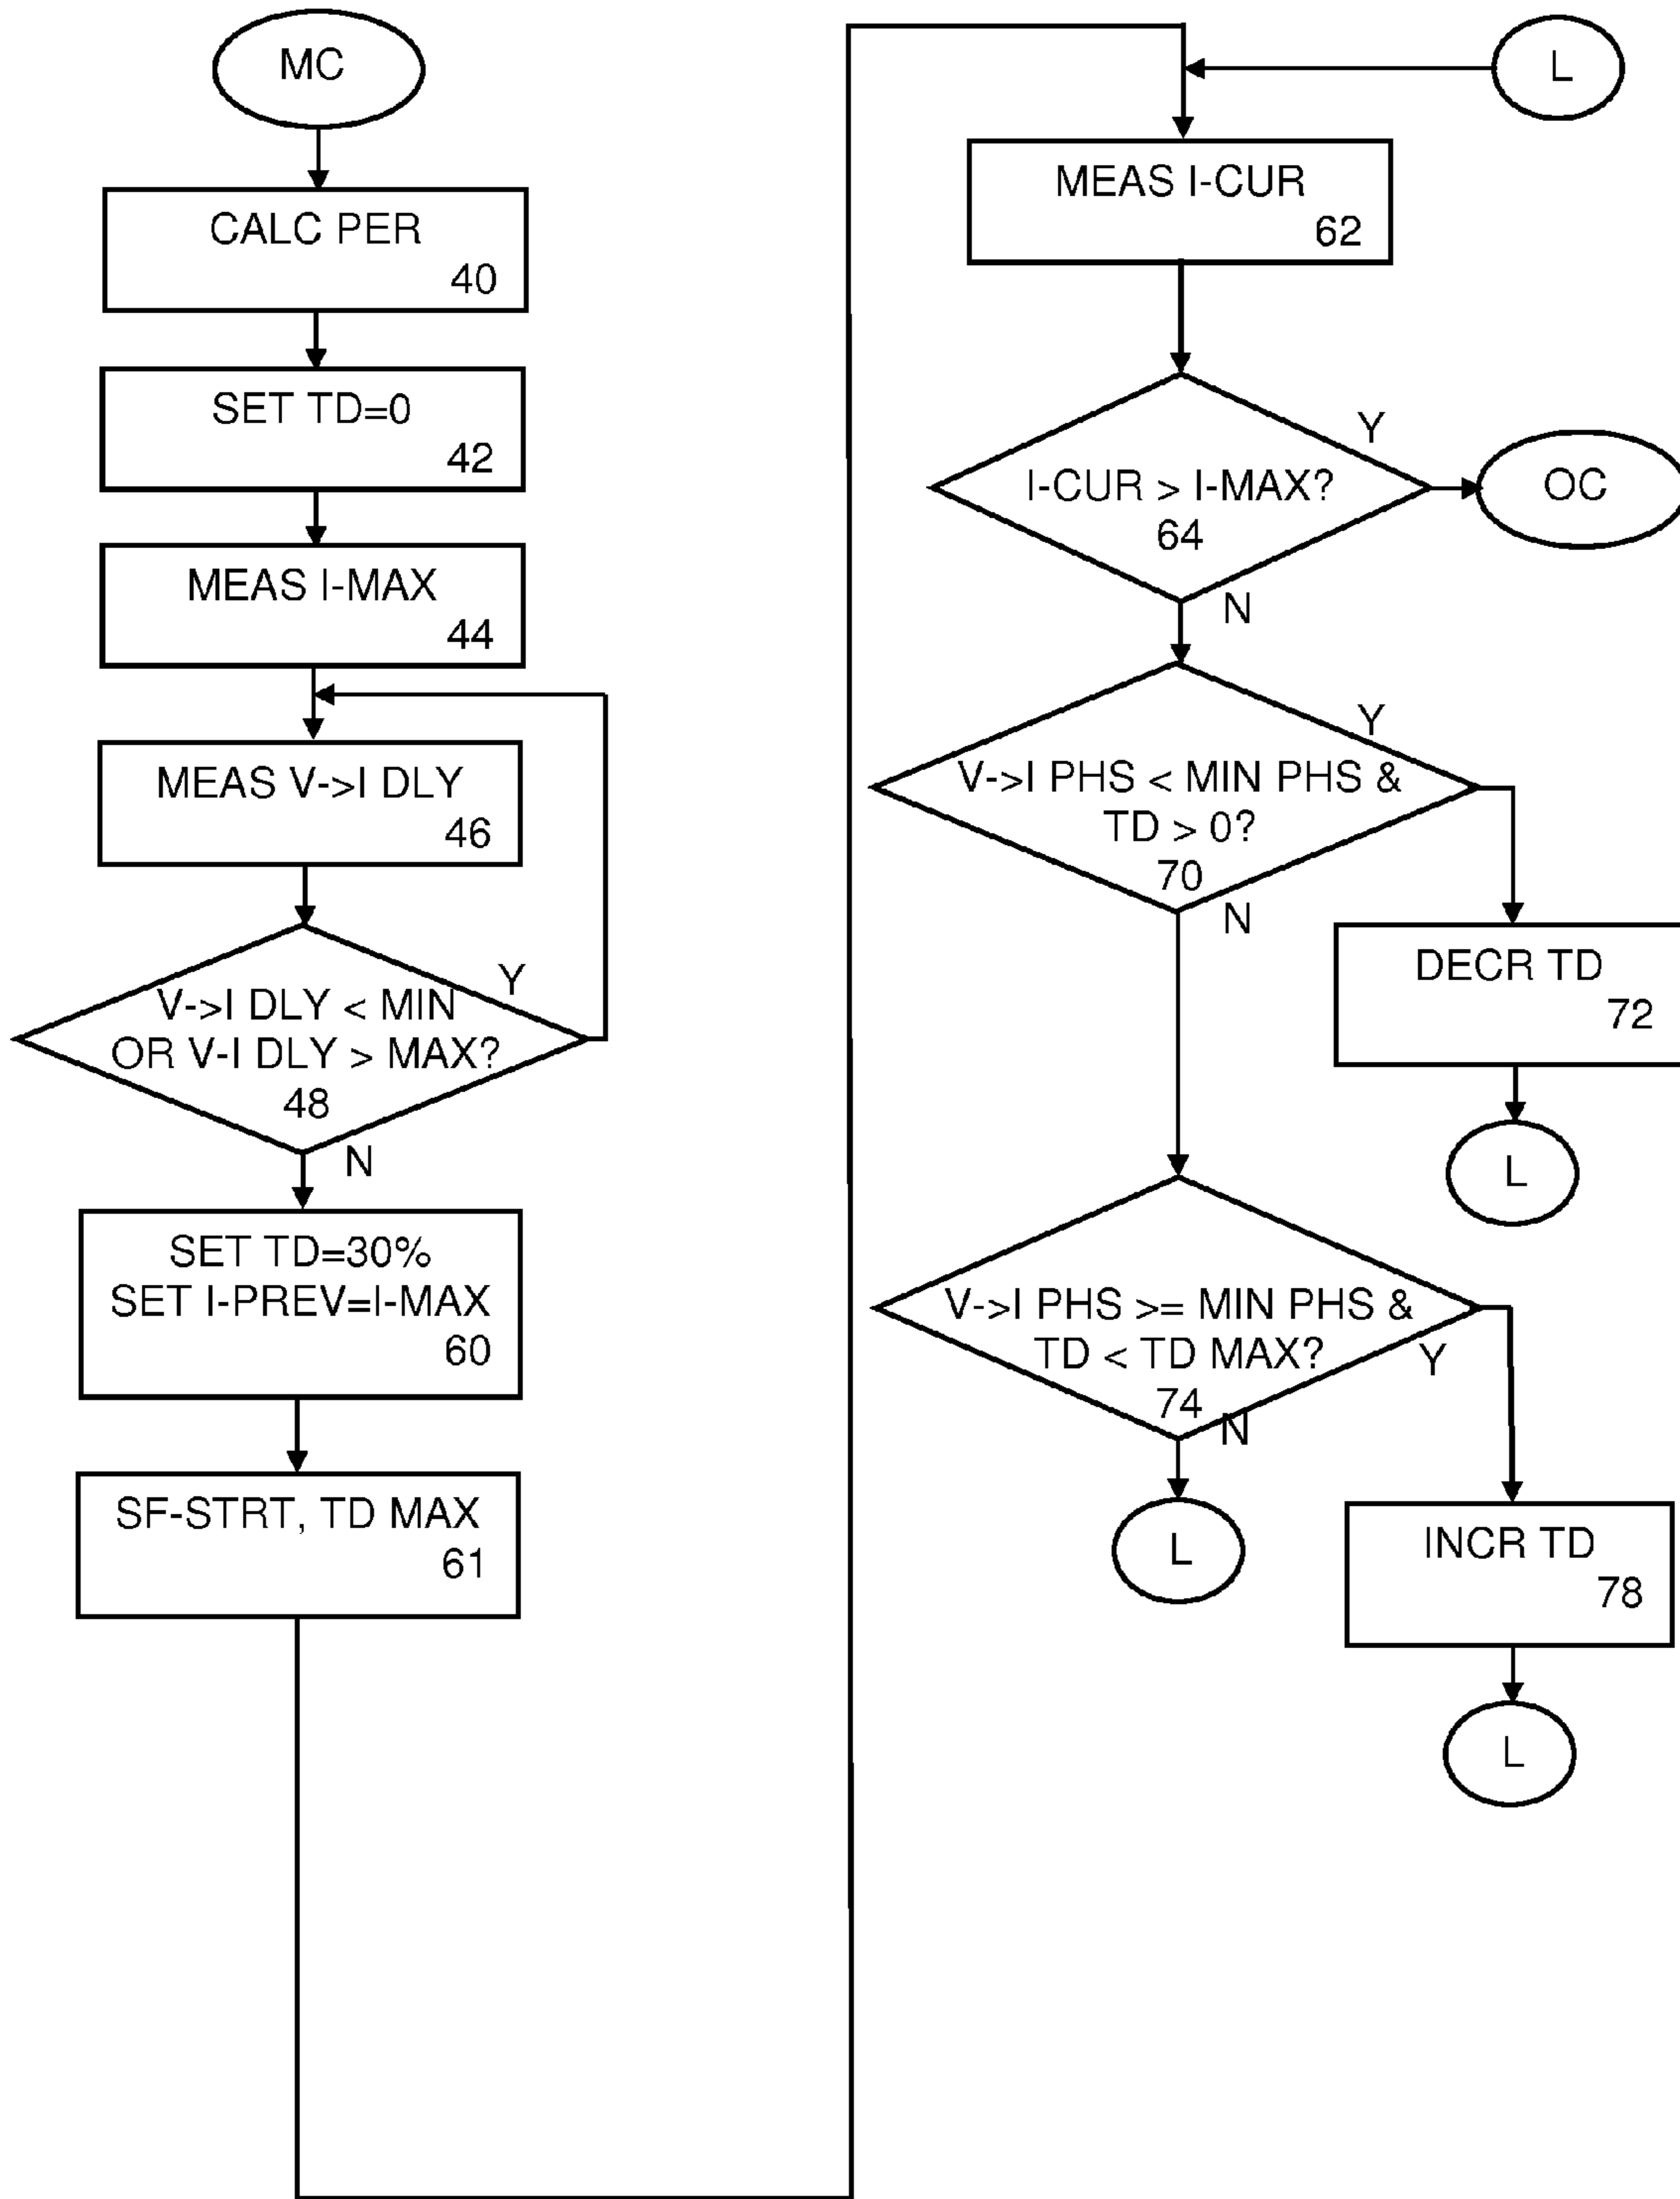 MC
CALC PER
40
SET TD=0
42
MEAS I-MAX
44
MEAS V->I DLY
46
V->I DLY < MIN
OR V-I DLY > MAX?
48
Y
N
SET TD=30%
SET I-PREV=I-MAX
60
SF-STRT, TD MAX
61
L
MEAS I-CUR
62
I-CUR > I-MAX?
64
Y
OC
N
V->I PHS < MIN PHS &
TD > 0?
70
Y
N
DECR TD
72
L
V->I PHS >= MIN PHS &
TD < TD MAX?
74
Y
N
L
INCR TD
78
L